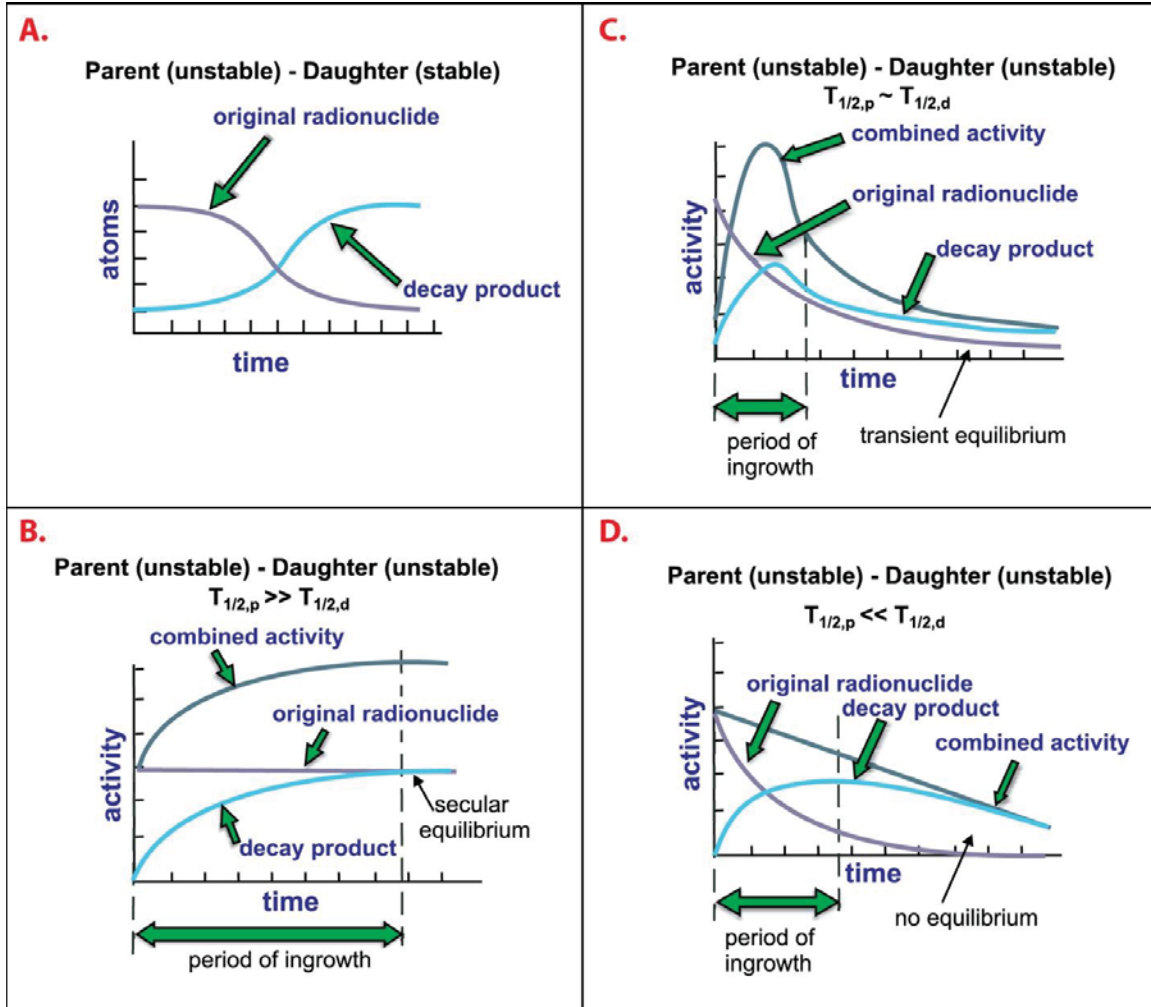 A.
Parent (unstable) - Daughter (stable)
original radionuclide
atoms
decay product
time
B.
Parent (unstable) - Daughter (unstable)
T1/2,p >> T1/2,d
combined activity
original radionuclide
activity
secular
equilibrium
decay product
time
period of ingrowth
C.
Parent (unstable) - Daughter (unstable)
T1/2,p ~ T1/2,d
combined activity
original radionuclide
activity
decay product
time
period of
ingrowth
transient equilibrium
D.
Parent (unstable) - Daughter (unstable)
T1/2,p << T1/2,d
original radionuclide
decay product
combined activity
activity
time
no equilibrium
period of
ingrowth